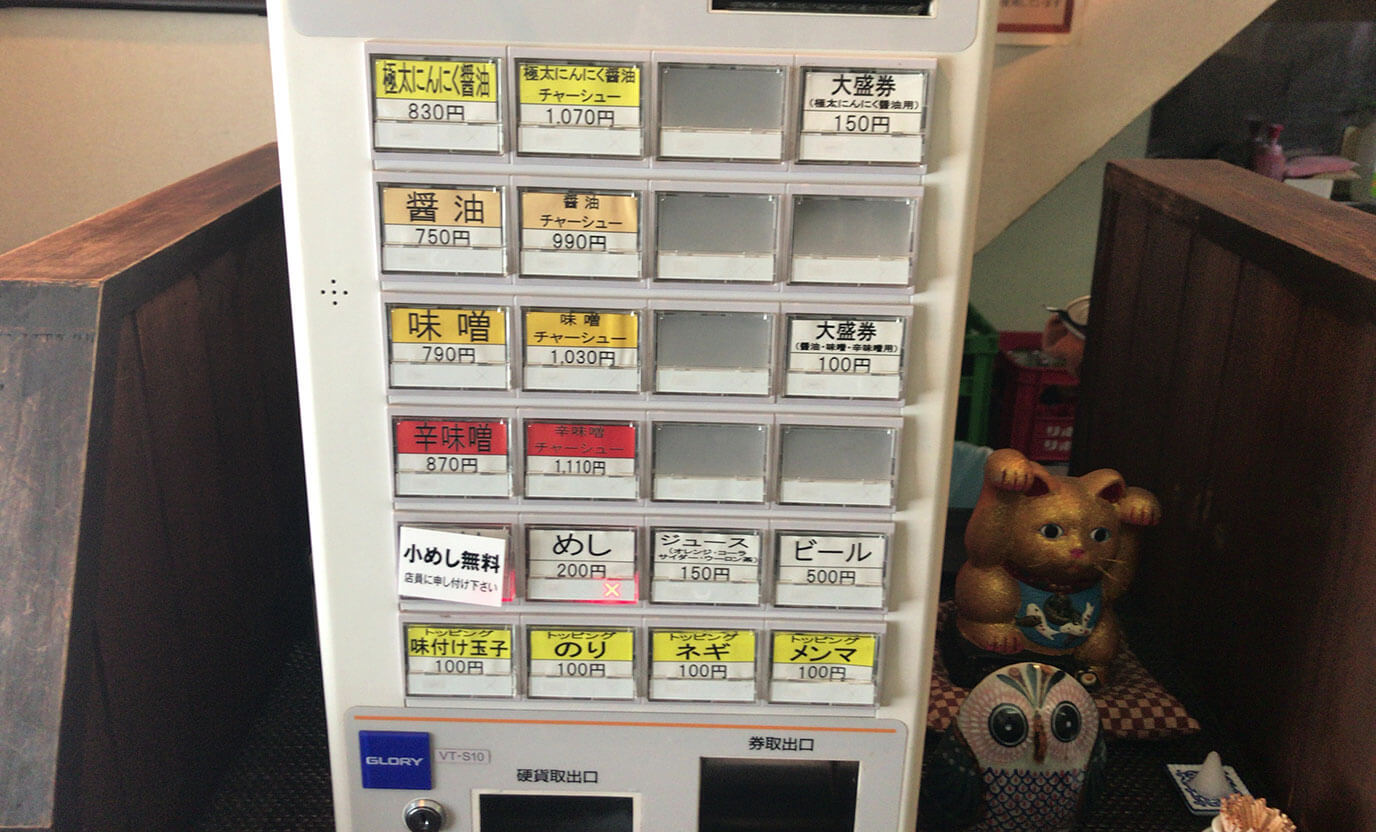 極太にんにく醤油
830円
極太にんにく醤油
チャーシュー
1,070円
大盛券
(極太にんにく醤油用)
150円
醤油
750円
醤油
チャーシュー
990円
味噌
790円
味噌
チャーシュー
1,030円
大盛券
(醤油・味噌・辛味噌用)
100円
辛味噌
870円
辛味噌
チャーシュー
1,110円
小めし無料
店員に申し付け下さい
めし
200円
×
ジュース
(オレンジ・コーラ
サイダー・ウーロン茶)
150円
ビール
500円
トッピング
味付け玉子
100円
トッピング
のり
100円
トッピング
ネギ
100円
トッピング
メンマ
100円
GLORY
VT-S10
硬貨取出口
券取出口